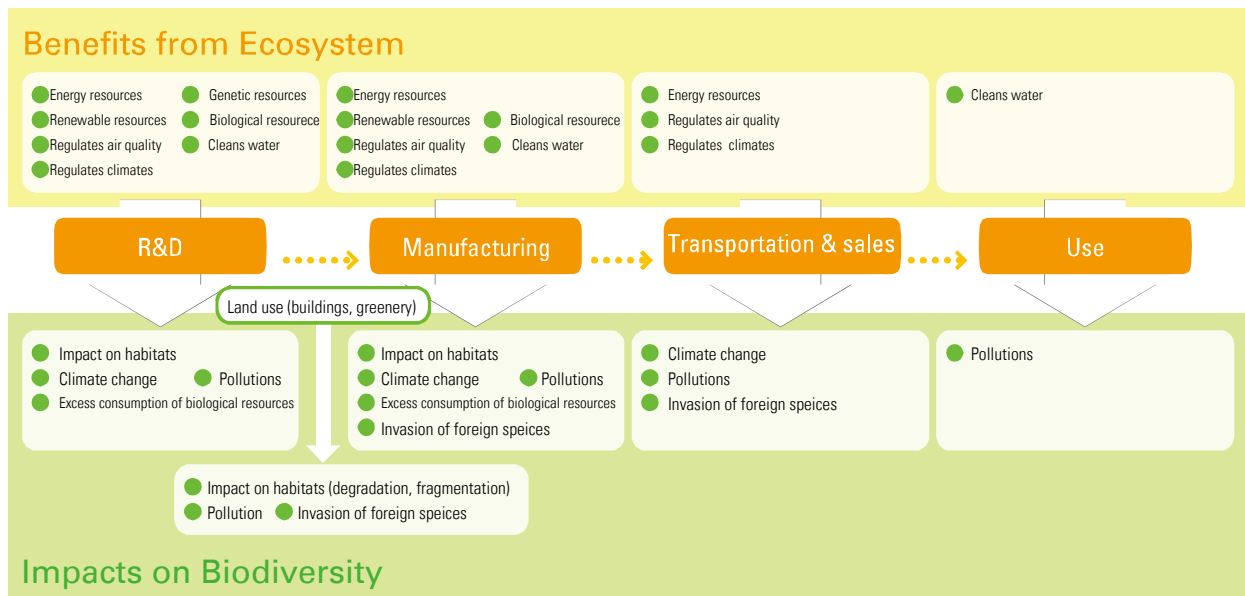 Benefits from Ecosystem
Energy resources
Genetic resources
Renewable resources
Biological resourece
Regulates air quality
Cleans water
Regulates climates
Energy resources
Renewable resources
Biological resourece
Regulates air quality
Cleans water
Regulates climates
Energy resources
Regulates air quality
Regulates climates
Cleans water
R&D
Manufacturing
Transportation & sales
Use
Land use (buildings, greenery)
Impact on habitats
Climate change
Pollutions
Excess consumption of biological resources
Impact on habitats
Climate change
Pollutions
Excess consumption of biological resources
Invasion of foreign speices
Climate change
Pollutions
Invasion of foreign speices
Pollutions
Impact on habitats (degradation, fragmentation)
Pollution
Invasion of foreign speices
Impacts on Biodiversity